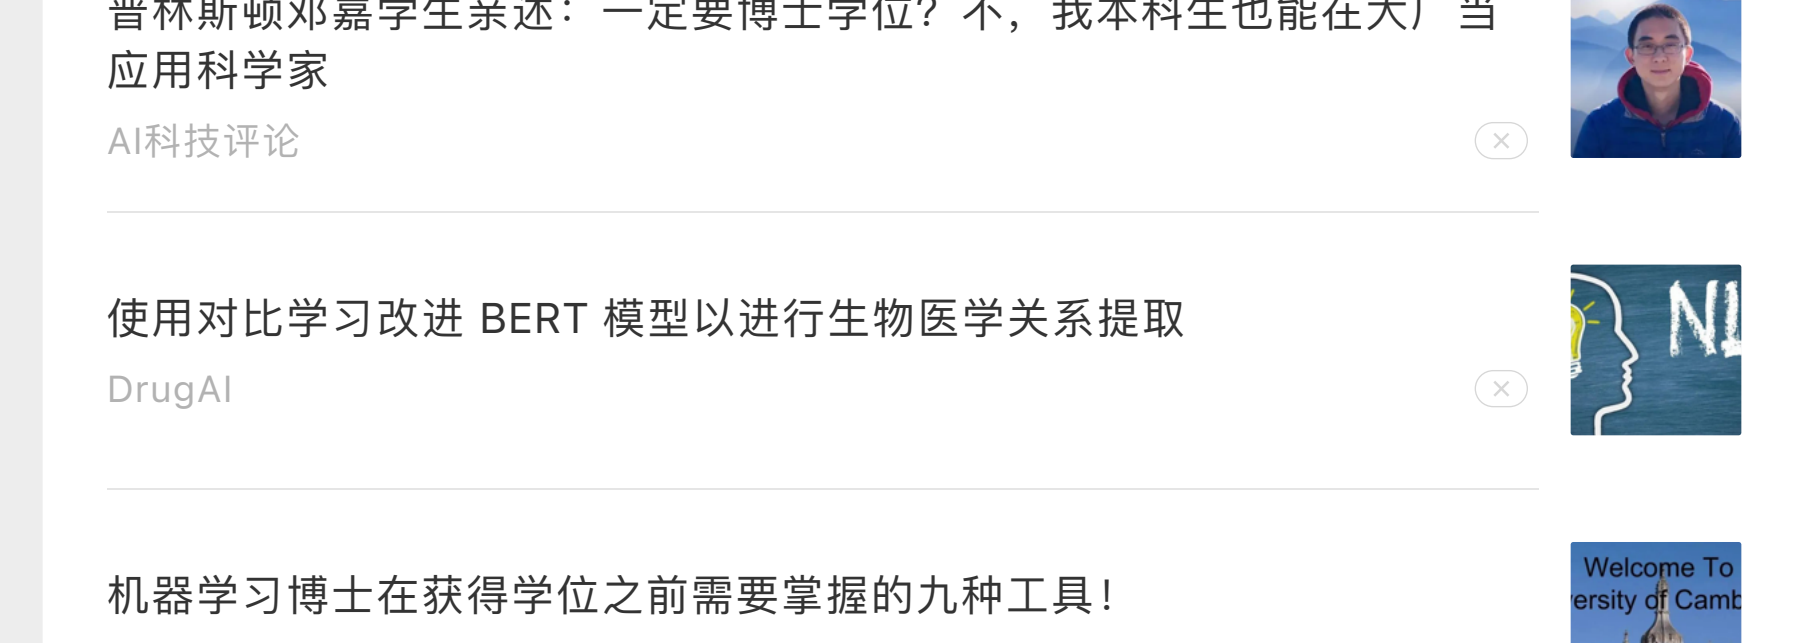 普林斯顿邓嘉学生亲述：一定要博士学位？不，我本科生也能在大厂当
应用科学家
AI科技评论
使用对比学习改进 BERT 模型以进行生物医学关系提取
DrugAI
NL
机器学习博士在获得学位之前需要掌握的九种工具！
Welcome To
versity of Camb